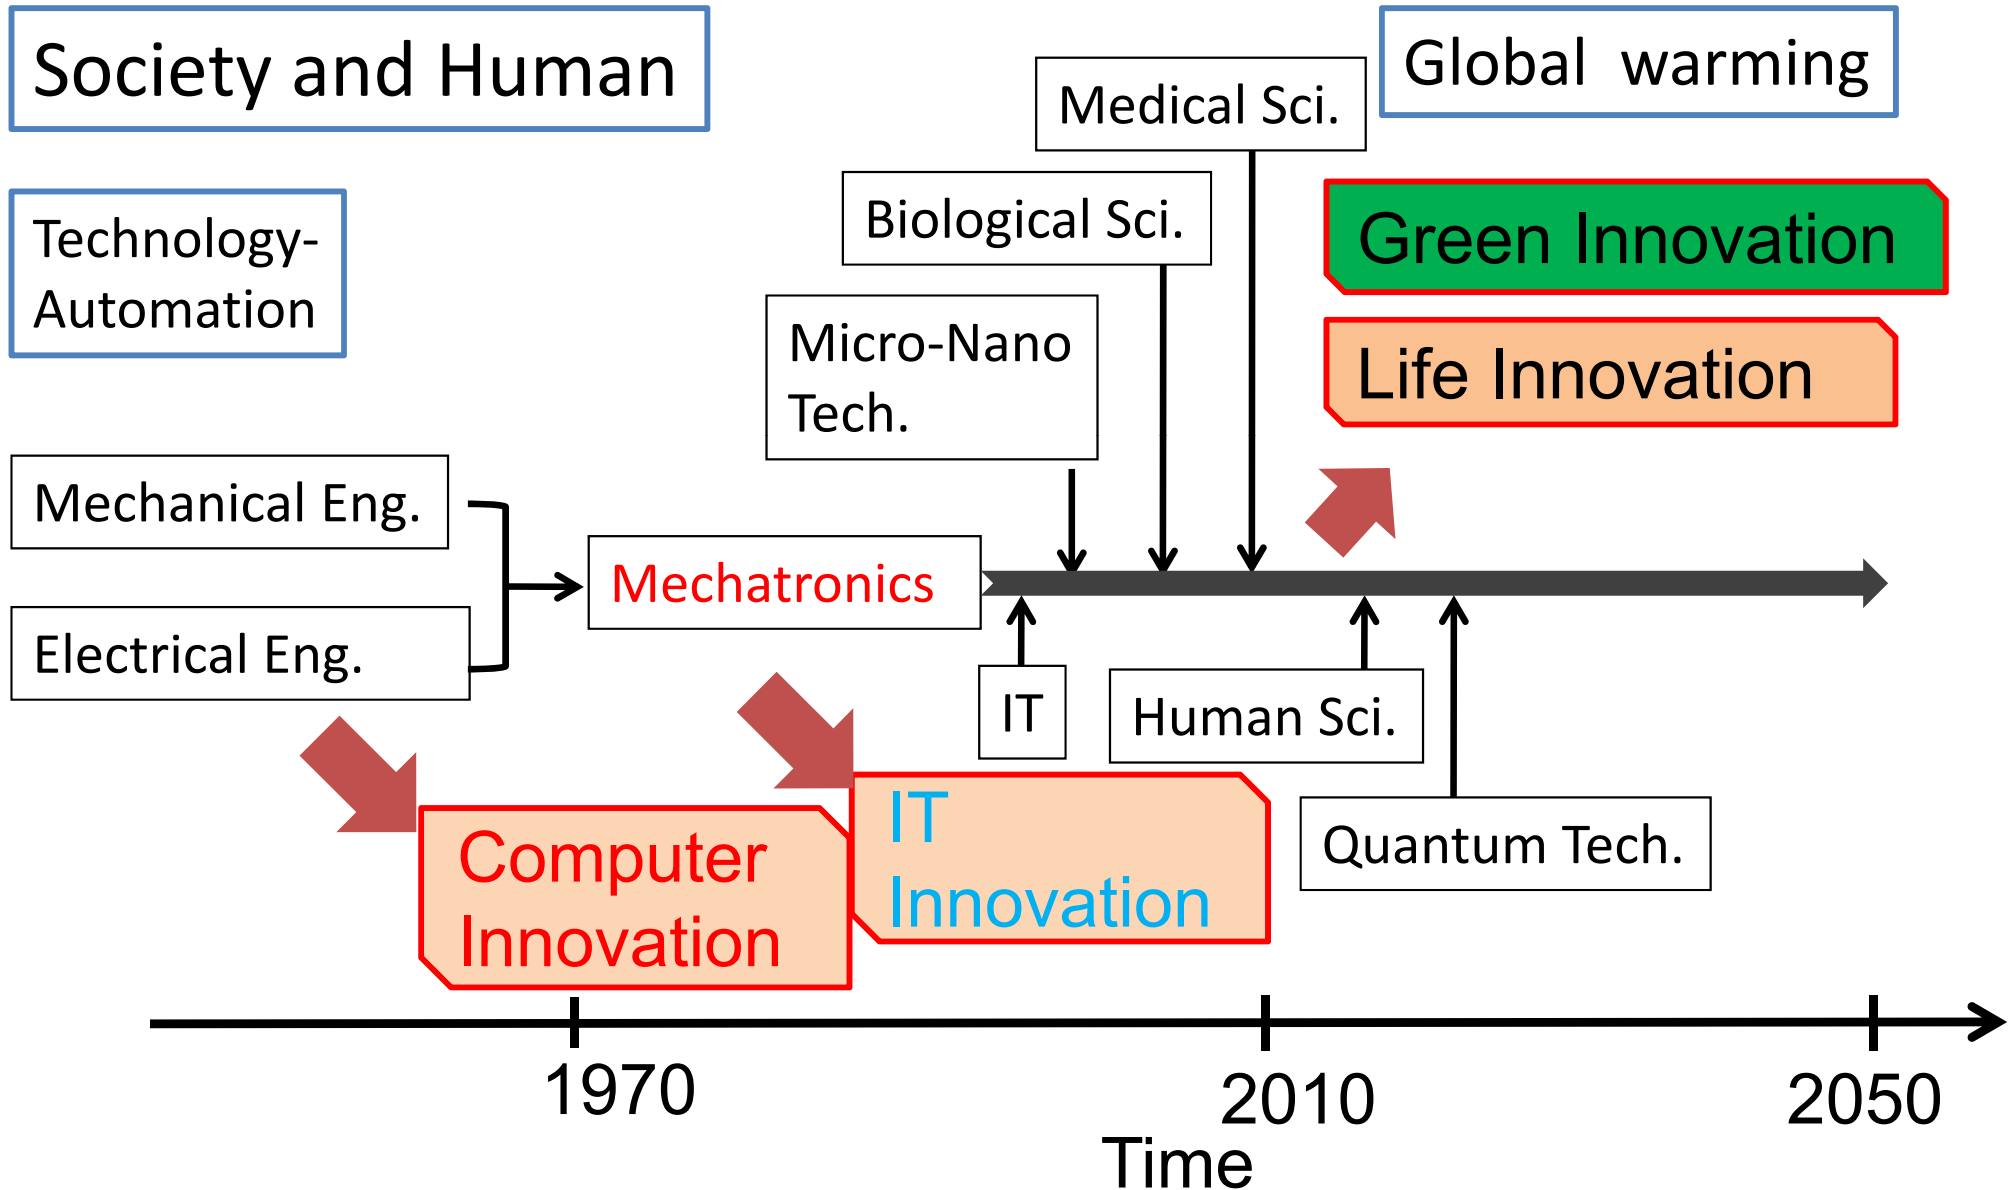 Society and Human
Global warming
Medical Sci.
Biological Sci.
Technology-
Automation
Green Innovation
Micro-Nano
Tech.
Life Innovation
Mechanical Eng.
Mechatronics
Electrical Eng.
IT
Human Sci.
Computer
Innovation
IT
Innovation
Quantum Tech.
1970
2010
2050
Time